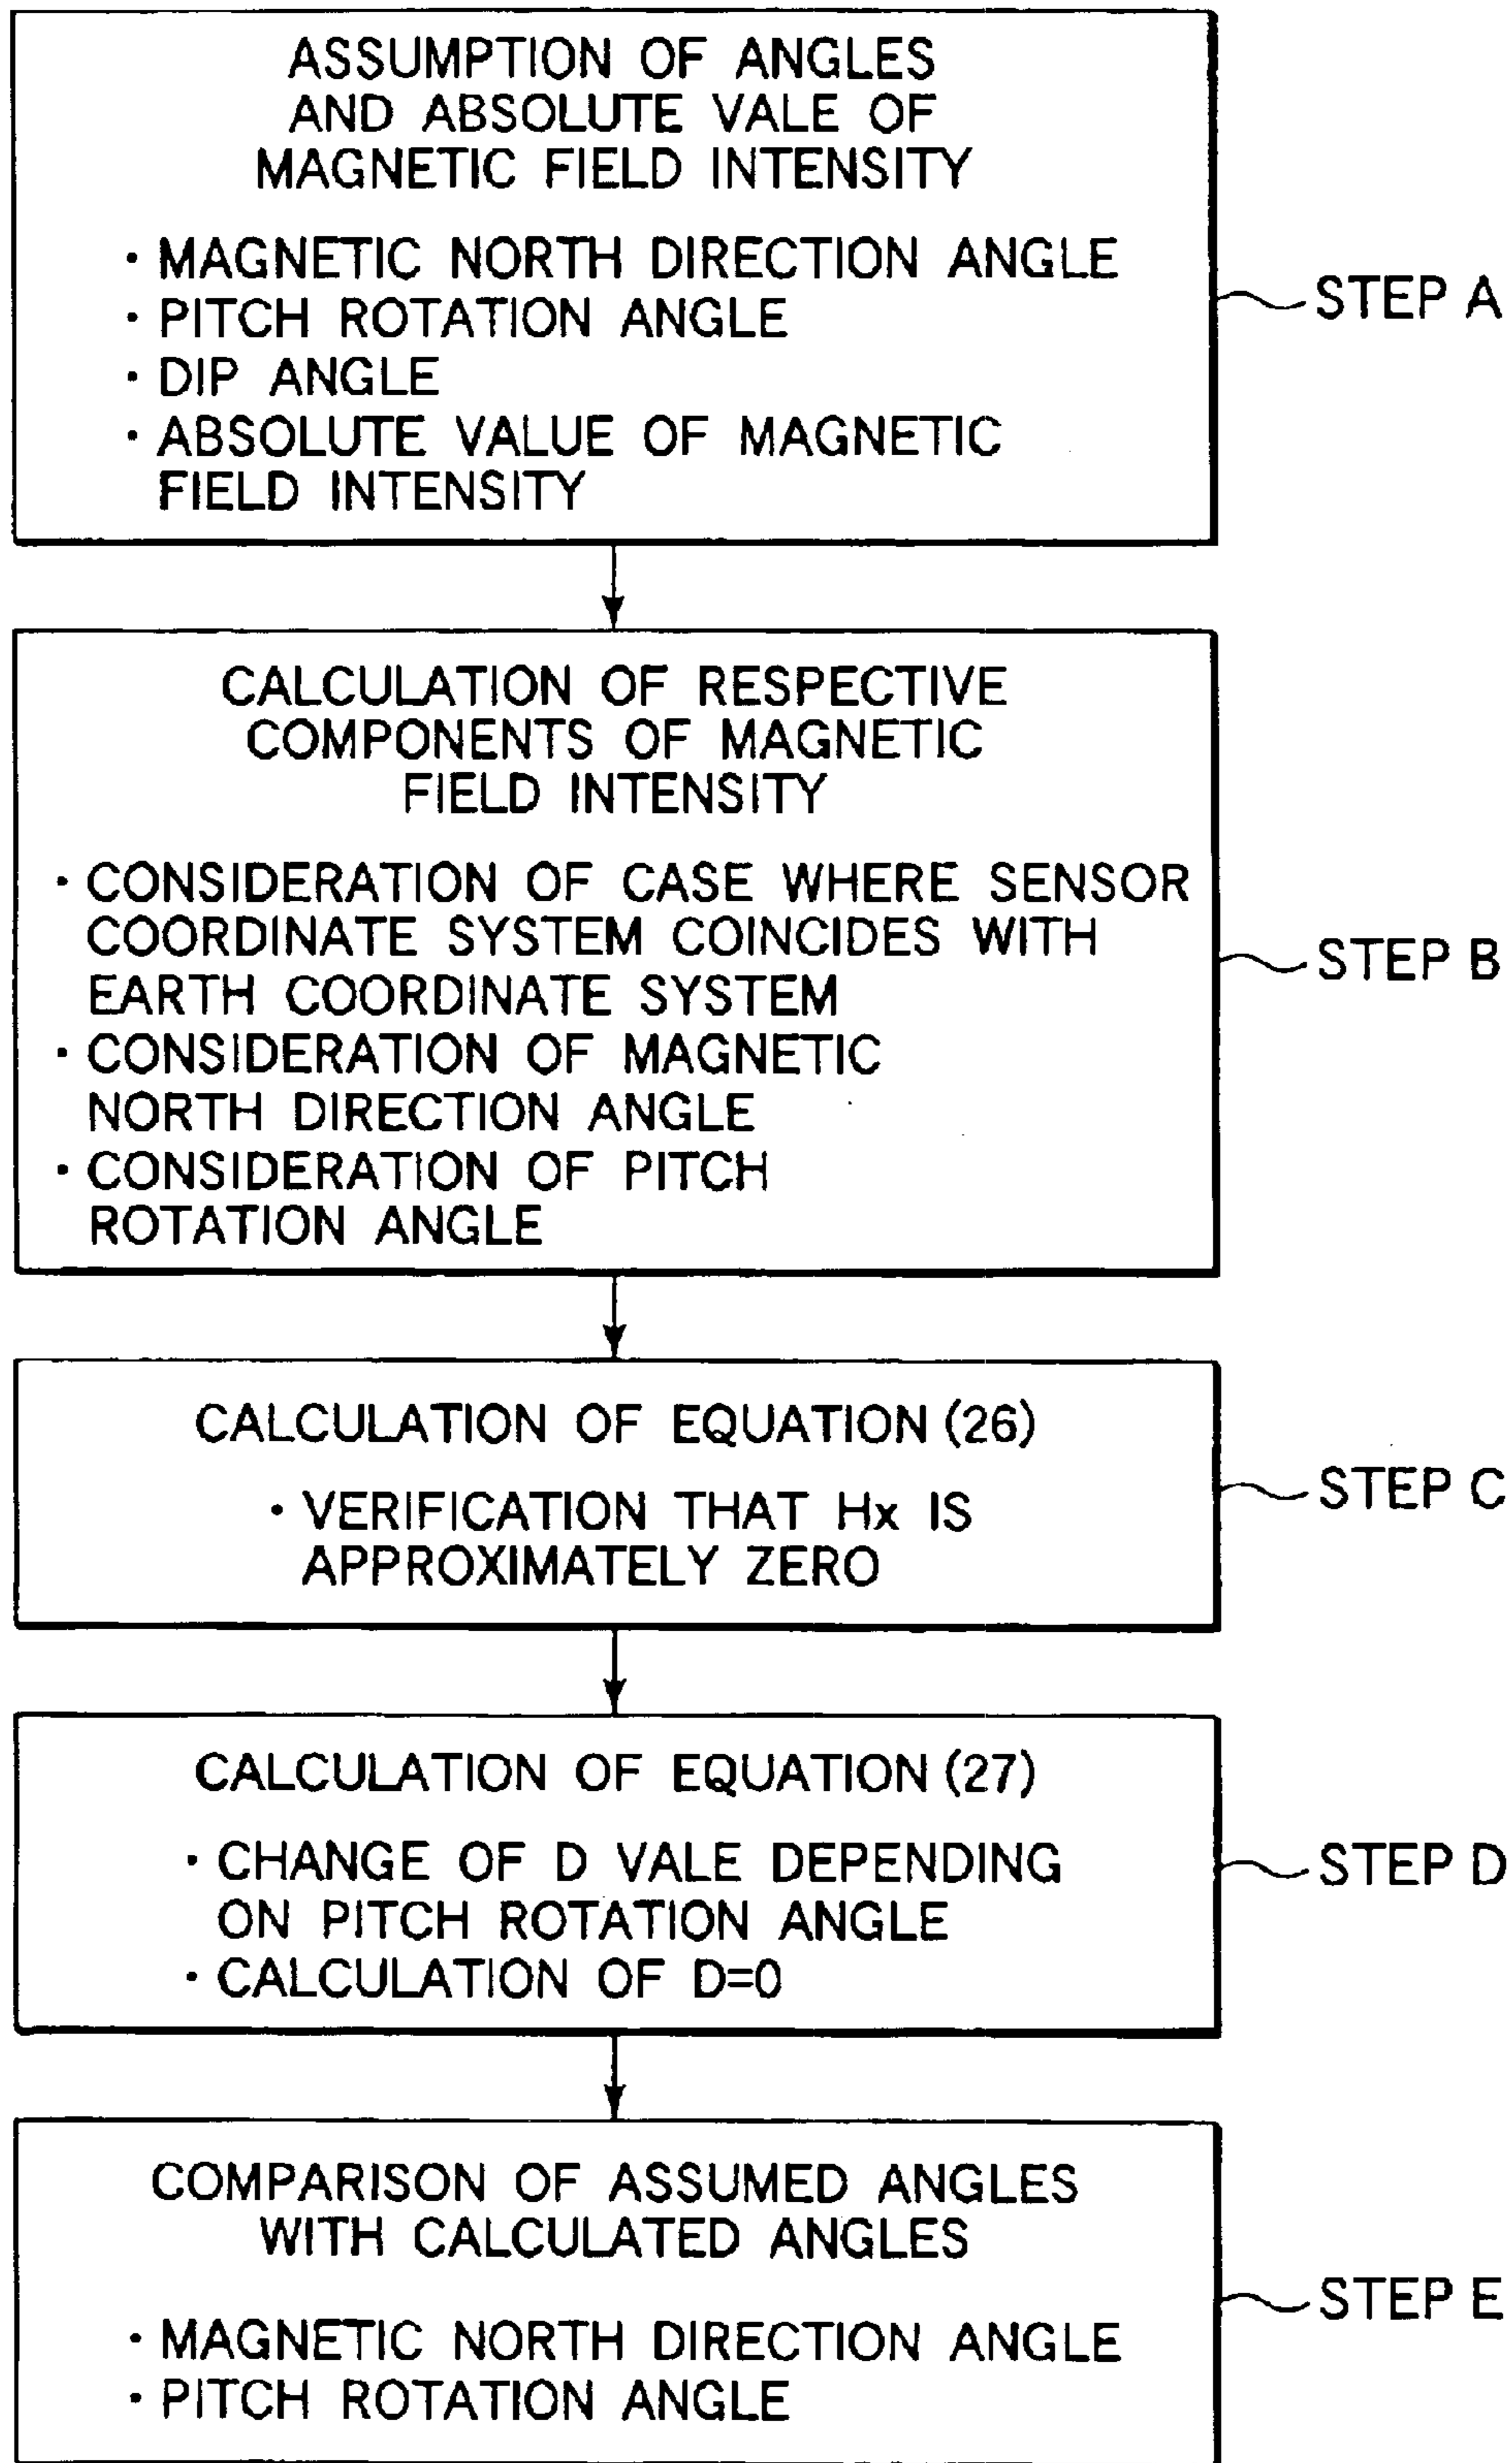 ASSUMPTION OF ANGLES
AND ABSOLUTE VALE OF
MAGNETIC FIELD INTENSITY
· MAGNETIC NORTH DIRECTION ANGLE
· PITCH ROTATION ANGLE
· DIP ANGLE
· ABSOLUTE VALUE OF MAGNETIC
FIELD INTENSITY
STEP A
CALCULATION OF RESPECTIVE
COMPONENTS OF MAGNETIC
FIELD INTENSITY
· CONSIDERATION OF CASE WHERE SENSOR
COORDINATE SYSTEM COINCIDES WITH
EARTH COORDINATE SYSTEM
· CONSIDERATION OF MAGNETIC
NORTH DIRECTION ANGLE
· CONSIDERATION OF PITCH
ROTATION ANGLE
STEP B
CALCULATION OF EQUATION (26)
· VERIFICATION THAT Hx IS
APPROXIMATELY ZERO
STEP C
CALCULATION OF EQUATION (27)
· CHANGE OF D VALE DEPENDING
ON PITCH ROTATION ANGLE
· CALCULATION OF D=0
STEP D
COMPARISON OF ASSUMED ANGLES
WITH CALCULATED ANGLES
· MAGNETIC NORTH DIRECTION ANGLE
· PITCH ROTATION ANGLE
STEP E